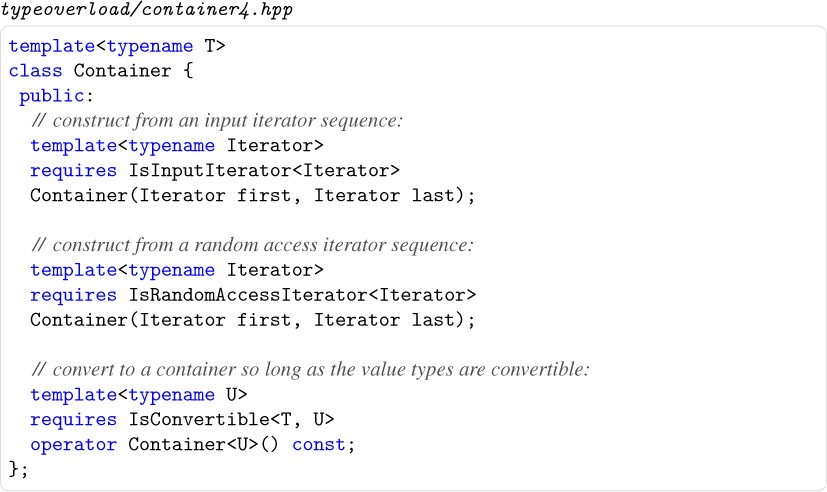 typeoverload/container4.hpp
template<typename T>
class Container {
 public:
  // construct from an input iterator sequence:
  template<typename Iterator>
  requires IsInputIterator<Iterator>
  Container(Iterator first, Iterator last);

  // construct from a random access iterator sequence:
  template<typename Iterator>
  requires IsRandomAccessIterator<Iterator>
  Container(Iterator first, Iterator last);

  // convert to a container so long as the value types are convertible:
  template<typename U>
  requires IsConvertible<T, U>
  operator Container<U>() const;
};